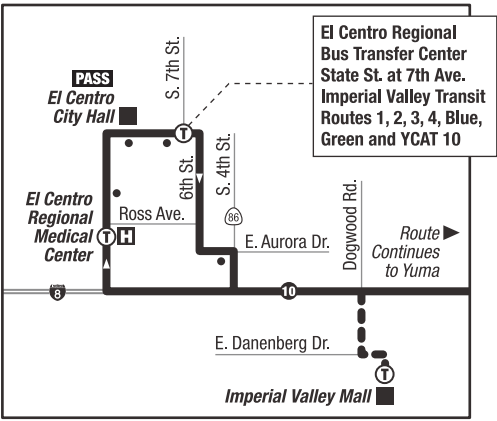 El Centro Regional
Bus Transfer Center
State St. at 7th Ave.
Imperial Valley Transit
Routes 1, 2, 3, 4, Blue,
Green and YCAT 10
S. 7th St.
PASS
El Centro
City Hall
T
6th St.
S. 4th St.
El Centro
Regional
Medical
Center
T H
Ross Ave.
86
E. Aurora Dr.
Dogwood Rd.
Route
Continues
to Yuma
8
10
E. Danenberg Dr.
T
Imperial Valley Mall